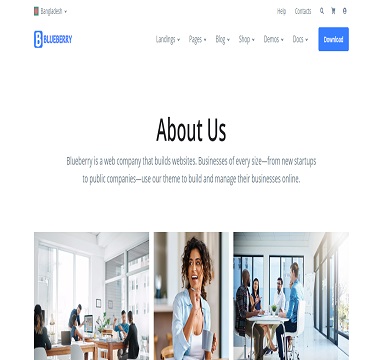 Bangladesh
Help Contacts
BLUEBERRY
Landings Pages Blog Shop Demos Docs Download
About Us
Blueberry is a web company that builds websites. Businesses of every size—from new startups
to public companies—use our theme to build and manage their businesses online.